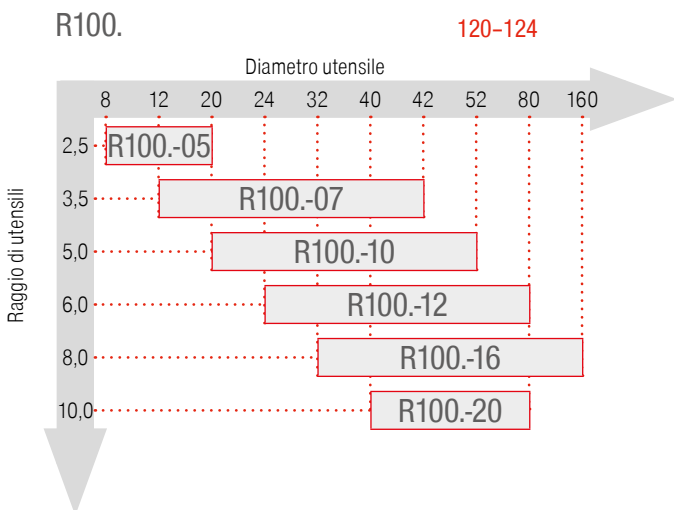 R100.
120–124
Diametro utensile
8 12 20 24 32 40 42 52 80 160
2,5 R100.-05
3,5 R100.-07
5,0 R100.-10
6,0 R100.-12
8,0 R100.-16
10,0 R100.-20
Raggio di utensili